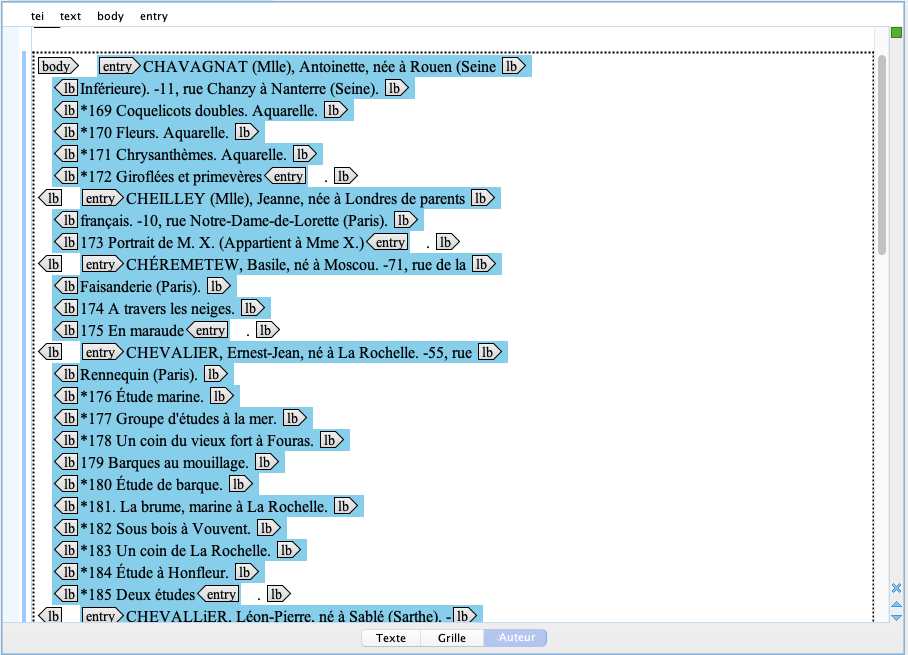 tei text body entry
body entry CHAVAGNAT (Mlle), Antoinette, née à Rouen (Seine lb
lb Inférieure). -11, rue Chanzy à Nanterre (Seine). lb
lb *169 Coquelicots doubles. Aquarelle. lb
lb *170 Fleurs. Aquarelle. lb
lb *171 Chrysanthèmes. Aquarelle. lb
lb *172 Giroflées et primevères entry . lb
lb entry CHEILLEY (Mlle), Jeanne, née à Londres de parents lb
lb français. -10, rue Notre-Dame-de-Lorette (Paris). lb
lb 173 Portrait de M. X. (Appartient à Mme X.) entry . lb
lb entry CHÉREMETEW, Basile, né à Moscou. -71, rue de la lb
lb Faisanderie (Paris). lb
lb 174 A travers les neiges. lb
lb 175 En maraude entry . lb
lb entry CHEVALIER, Ernest-Jean, né à La Rochelle. -55, rue lb
lb Rennequin (Paris). lb
lb *176 Étude marine. lb
lb *177 Groupe d'études à la mer. lb
lb *178 Un coin du vieux fort à Fouras. lb
lb 179 Barques au mouillage. lb
lb *180 Étude de barque. lb
lb *181. La brume, marine à La Rochelle. lb
lb *182 Sous bois à Vouvent. lb
lb *183 Un coin de La Rochelle. lb
lb *184 Étude à Honfleur. lb
lb *185 Deux études entry . lb
lb entry CHEVALLiER, Léon-Pierre, né à Sablé (Sarthe). - lb
Texte Grille Auteur